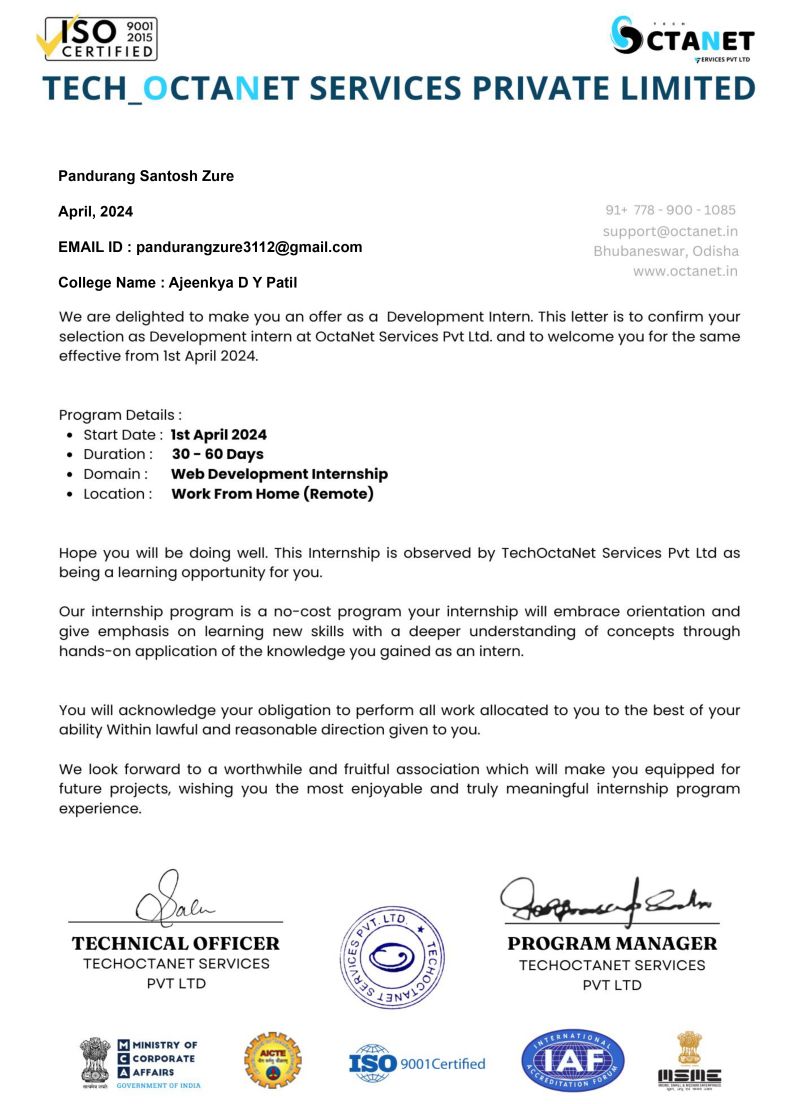 ISO 9001 2015
CERTIFIED
TECH
OCTANET
SERVICES PVT LTD
TECH_OCTANET SERVICES PRIVATE LIMITED
Pandurang Santosh Zure
April, 2024
EMAIL ID : pandurangzure3112@gmail.com
College Name : Ajeenkya D Y Patil
91+ 778 - 900 - 1085
support@octanet.in
Bhubaneswar, Odisha
www.octanet.in
We are delighted to make you an offer as a Development Intern. This letter is to confirm your
selection as Development intern at OctaNet Services Pvt Ltd. and to welcome you for the same
effective from 1st April 2024.
Program Details :
• Start Date : 1st April 2024
• Duration : 30 - 60 Days
• Domain : Web Development Internship
• Location : Work From Home (Remote)
Hope you will be doing well. This Internship is observed by TechOctaNet Services Pvt Ltd as
being a learning opportunity for you.
Our internship program is a no-cost program your internship will embrace orientation and
give emphasis on learning new skills with a deeper understanding of concepts through
hands-on application of the knowledge you gained as an intern.
You will acknowledge your obligation to perform all work allocated to you to the best of your
ability Within lawful and reasonable direction given to you.
We look forward to a worthwhile and fruitful association which will make you equipped for
future projects, wishing you the most enjoyable and truly meaningful internship program
experience.
TECHNICAL OFFICER
TECHOCTANET SERVICES
PVT LTD
TECHOCTANET SERVICES PVT. LTD.
PROGRAM MANAGER
TECHOCTANET SERVICES
PVT LTD
सत्यमेव जयते
MCA
MINISTRY OF
CORPORATE
AFFAIRS
GOVERNMENT OF INDIA
AICTE
ISO 9001Certified
INTERNATIONAL
IAF
ACCREDITATION FORUM
MSME
MICRO, SMALL & MEDIUM ENTERPRISES